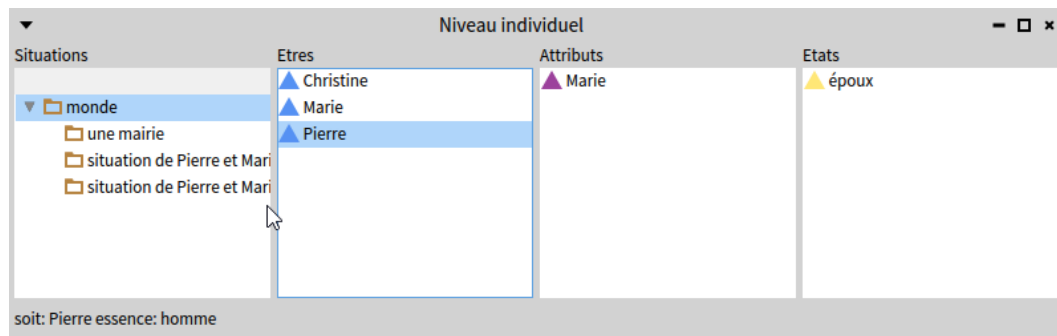 Niveau individuel
Situations
Etres
Attributs
Etats
monde
une mairie
situation de Pierre et Mari
situation de Pierre et Mari
Christine
Marie
Pierre
Marie
époux
soit: Pierre essence: homme